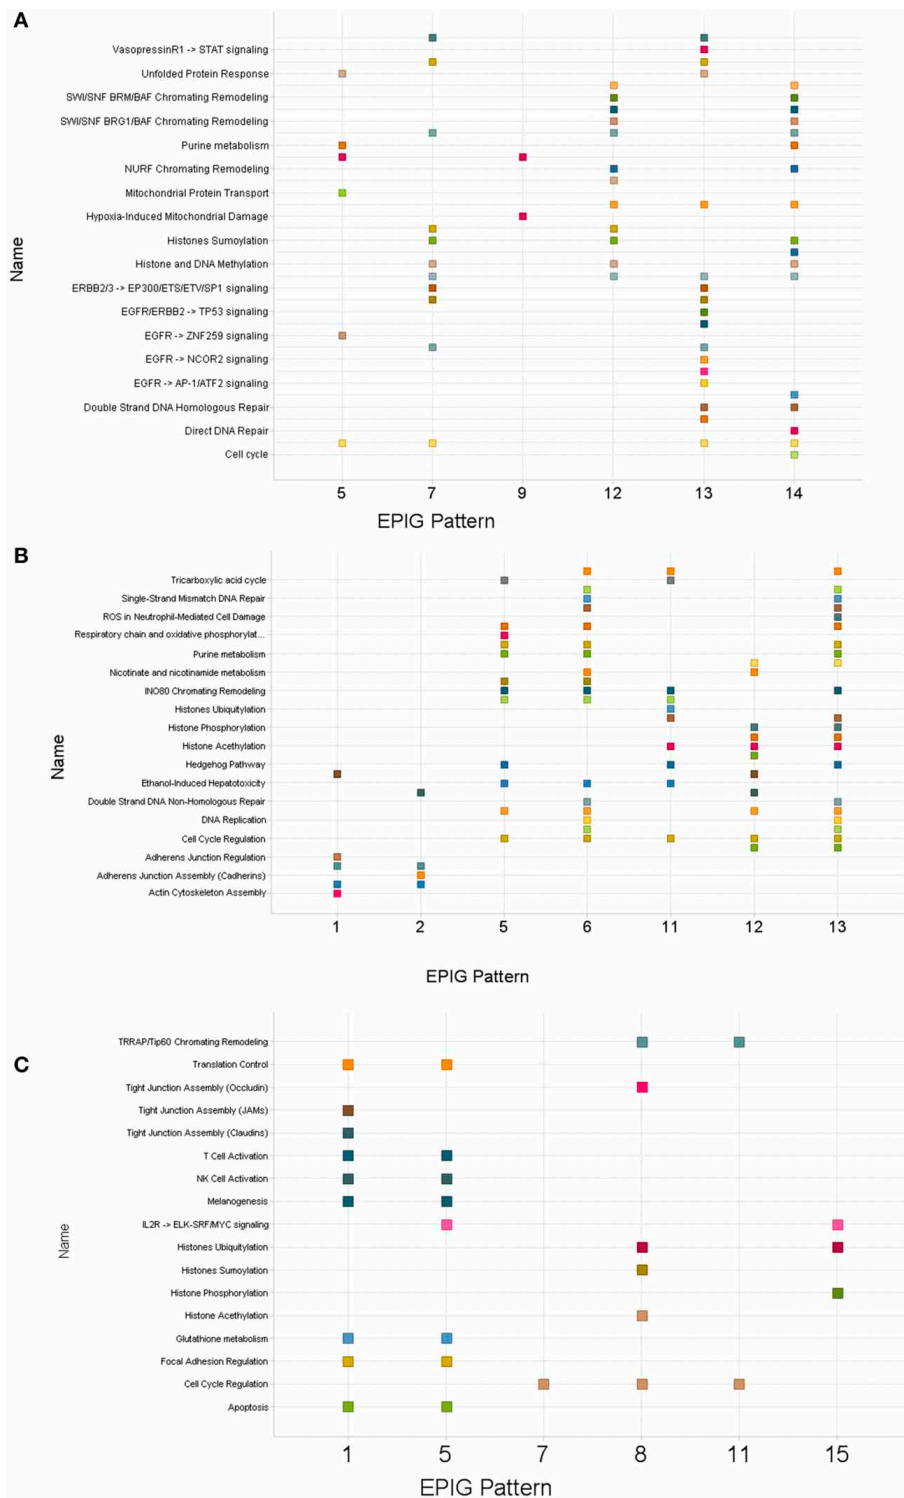 A
VasopressinR1 -> STAT signaling
Unfolded Protein Response
SWI/SNF BRM/BAF Chromating Remodeling
SWI/SNF BRG1/BAF Chromating Remodeling
Purine metabolism
NURF Chromating Remodeling
Mitochondrial Protein Transport
Hypoxia-Induced Mitochondrial Damage
Histones Sumoylation
Histone and DNA Methylation
ERBB2/3 -> EP300/ETS/ETV/SP1 signaling
EGFR/ERBB2 -> TP53 signaling
EGFR -> ZNF259 signaling
EGFR -> NCOR2 signaling
EGFR -> AP-1/ATF2 signaling
Double Strand DNA Homologous Repair
Direct DNA Repair
Cell cycle
Name
5 7 9 12 13 14
EPIG Pattern
B
Tricarboxylic acid cycle
Single-Strand Mismatch DNA Repair
ROS in Neutrophil-Mediated Cell Damage
Respiratory chain and oxidative phosphorylat...
Purine metabolism
Nicotinate and nicotinamide metabolism
INO80 Chromating Remodeling
Histones Ubiquitylation
Histone Phosphorylation
Histone Acetylation
Hedgehog Pathway
Ethanol-Induced Hepatotoxicity
Double Strand DNA Non-Homologous Repair
DNA Replication
Cell Cycle Regulation
Adherens Junction Regulation
Adherens Junction Assembly (Cadherins)
Actin Cytoskeleton Assembly
Name
1 2 5 6 11 12 13
EPIG Pattern
C
TRRAP/Tip60 Chromating Remodeling
Translation Control
Tight Junction Assembly (Occludin)
Tight Junction Assembly (JAMs)
Tight Junction Assembly (Claudins)
T Cell Activation
NK Cell Activation
Melanogenesis
IL2R -> ELK-SRF/MYC signaling
Histones Ubiquitylation
Histones Sumoylation
Histone Phosphorylation
Histone Acetylation
Glutathione metabolism
Focal Adhesion Regulation
Cell Cycle Regulation
Apoptosis
Name
1 5 7 8 11 15
EPIG Pattern